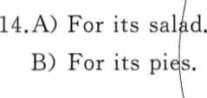 14.A) For its salad.
B) For its pies.